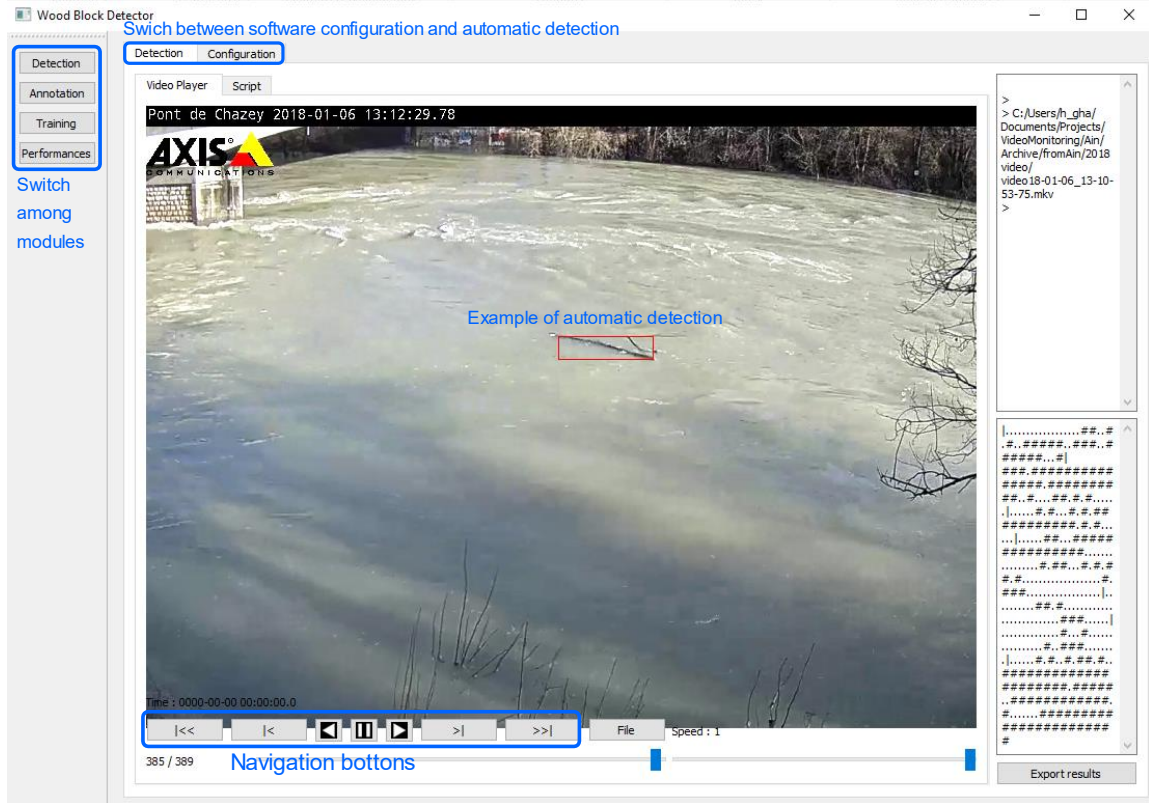 Wood Block Detector
Swich between software configuration and automatic detection
Detection
Annotation
Training
Performances
Switch
among
modules
Detection Configuration
Video Player Script
Pont de Chazey 2018-01-06 13:12:29.78
AXIS
COMMUNICATIONS
Example of automatic detection
Time : 0000-00-00 00:00:00.0
|<<
|<
>|
>>|
File
Speed : 1
385 / 389
Navigation bottons
>
> C:/Users/h_gha/
Documents/Projects/
VideoMonitoring/Ain/
Archive/fromAin/2018
video/
video18-01-06_13-10-
53-75.mkv
>
Export results